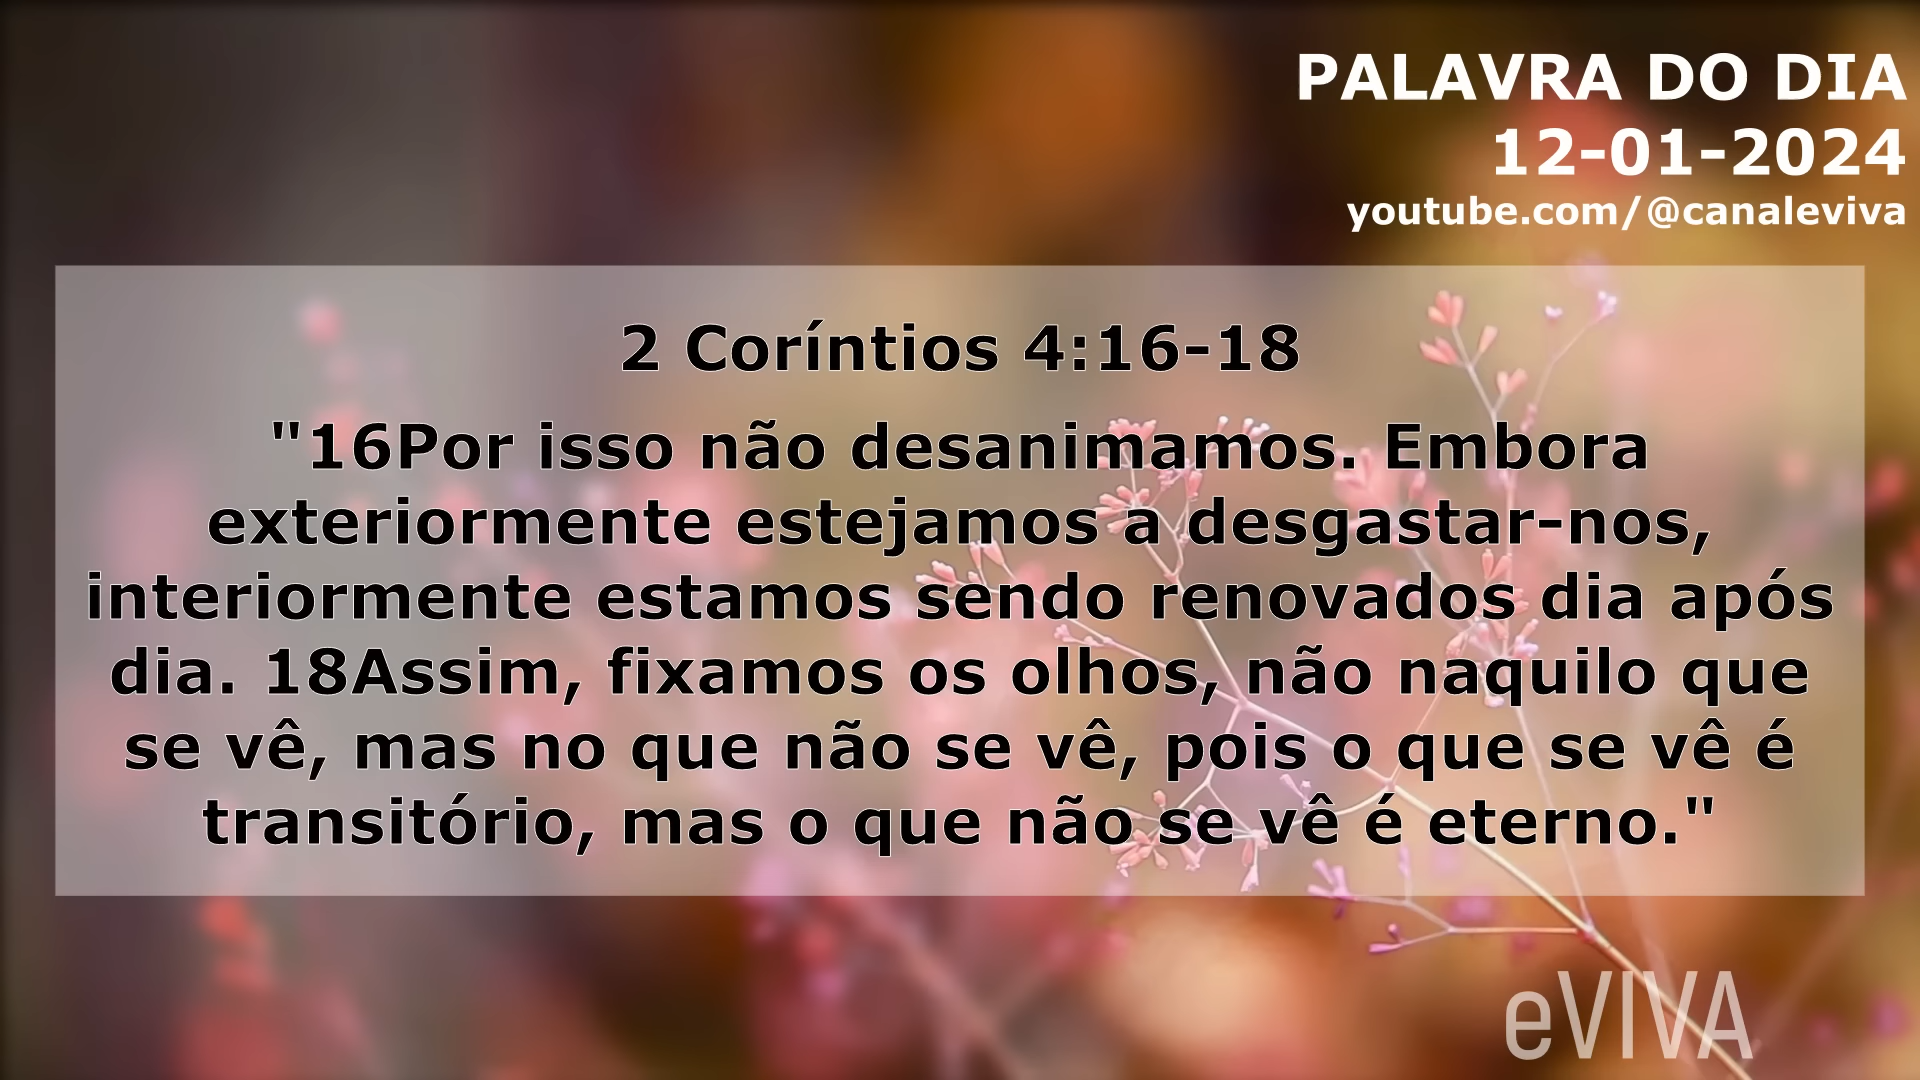 PALAVRA DO DIA
12-01-2024
youtube.com/@canaleviva
2 Coríntios 4:16-18
"16Por isso não desanimamos. Embora
exteriormente estejamos a desgastar-nos,
interiormente estamos sendo renovados dia após
dia. 18Assim, fixamos os olhos, não naquilo que
se vê, mas no que não se vê, pois o que se vê é
transitório, mas o que não se vê é eterno."
eVIVA